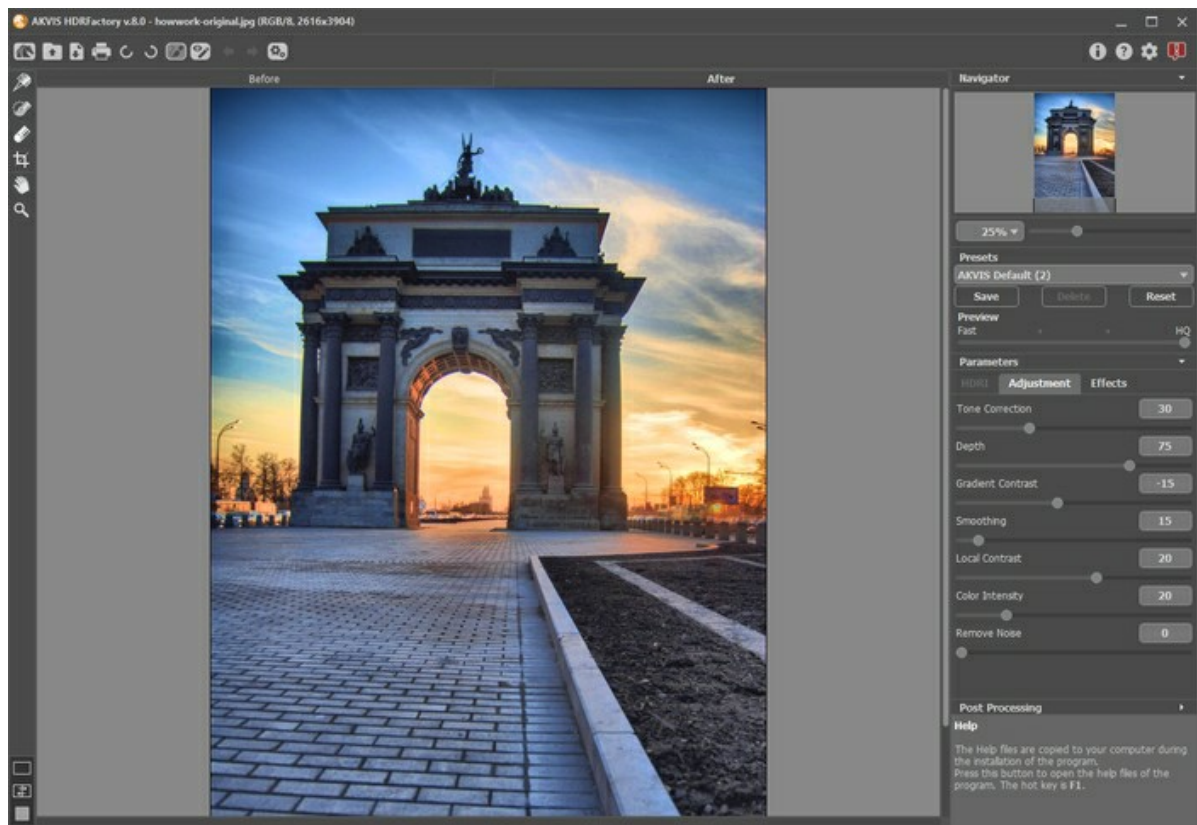 AKVIS HDRFactory v.8.0 - howwork-original.jpg (RGB/8, 2616x3904)
Before
After
Navigator
25%
Presets
AKVIS Default (2)
Save Delete Reset
Preview
Fast HQ
Parameters
HDRI Adjustment Effects
Tone Correction 30
Depth 75
Gradient Contrast -15
Smoothing 15
Local Contrast 20
Color Intensity 20
Remove Noise 0
Post Processing
Help
The Help files are copied to your computer during
the installation of the program.
Press this button to open the help files of the
program. The hot key is F1.